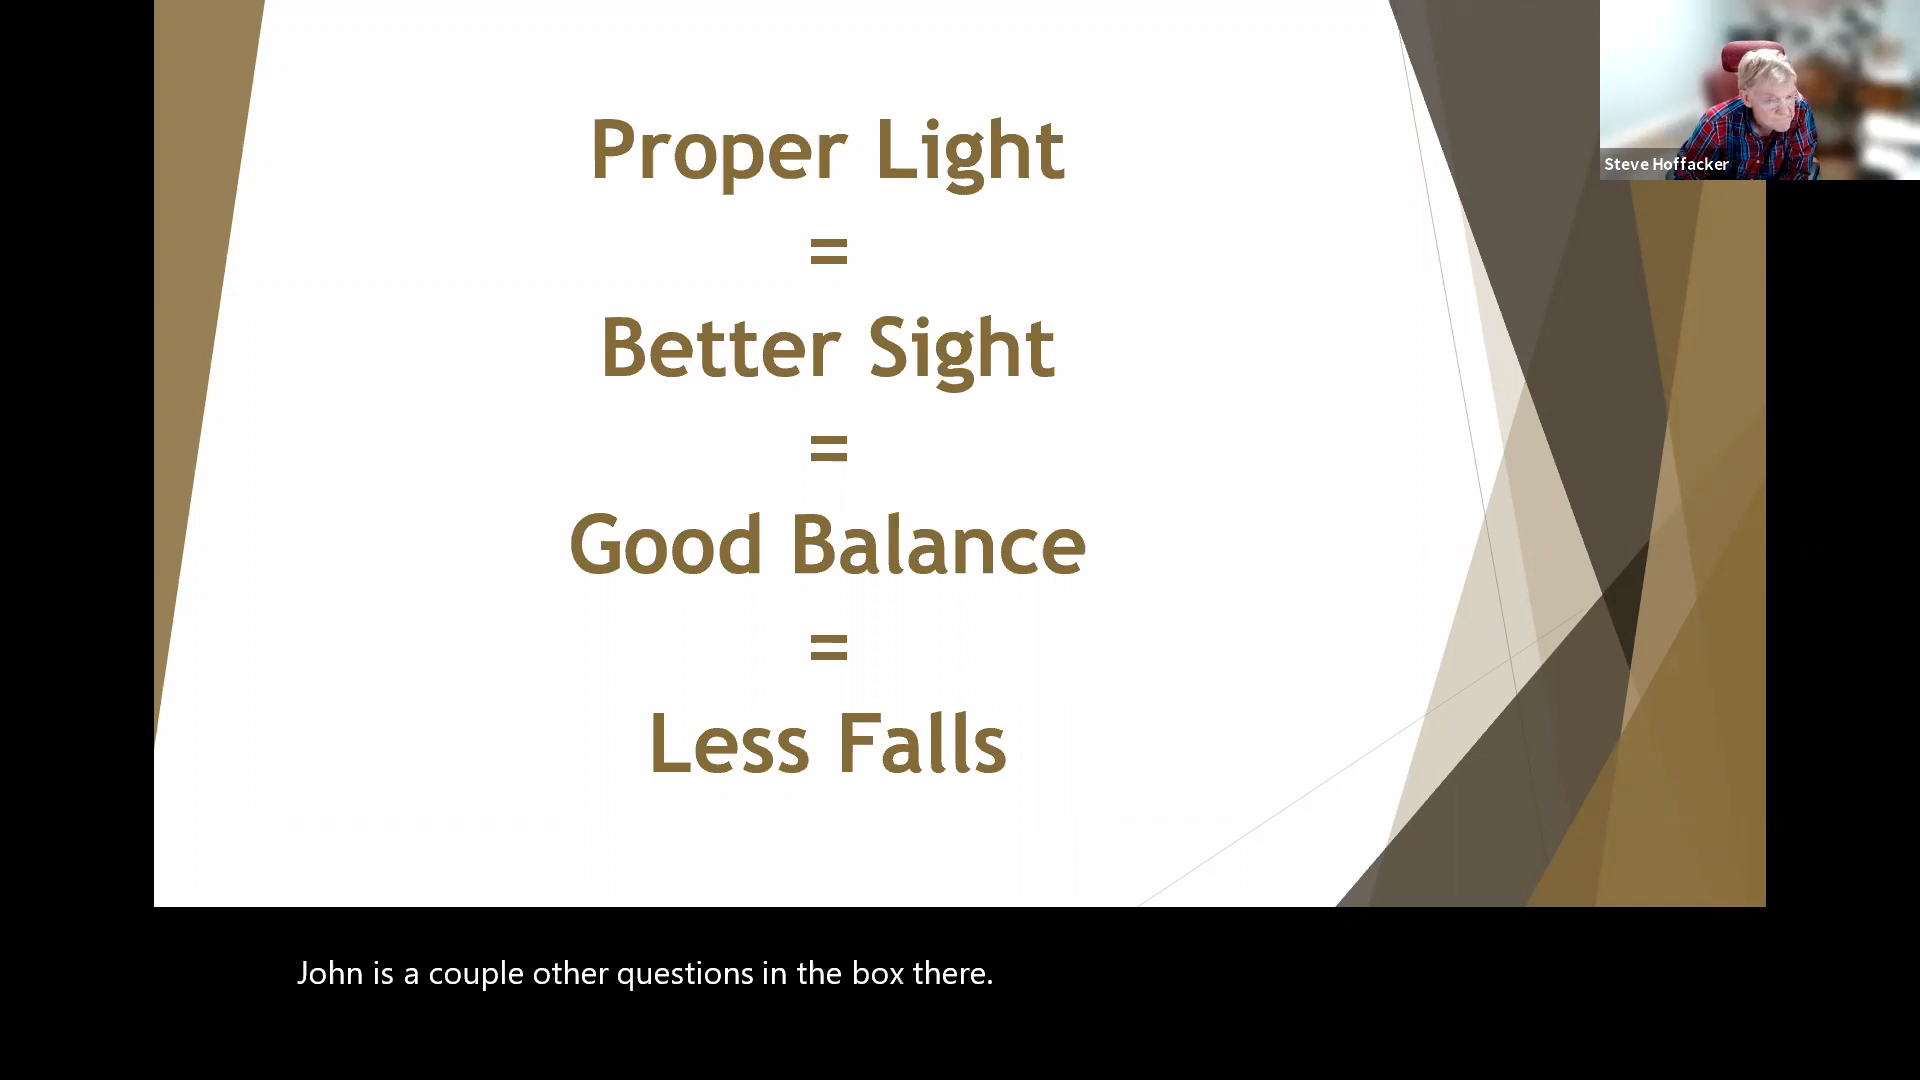 Proper Light
=
Better Sight
=
Good Balance
=
Less Falls
Steve Hoffacker
John is a couple other questions in the box there.